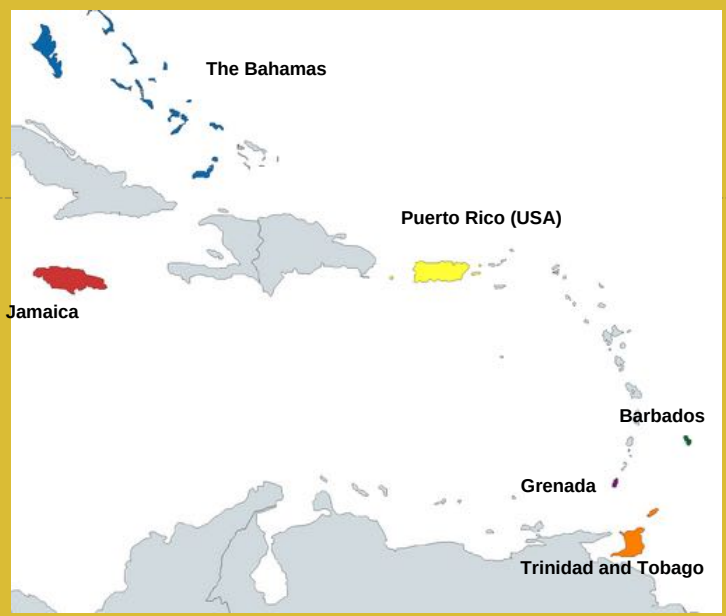 The Bahamas
Puerto Rico (USA)
Jamaica
Barbados
Grenada
Trinidad and Tobago